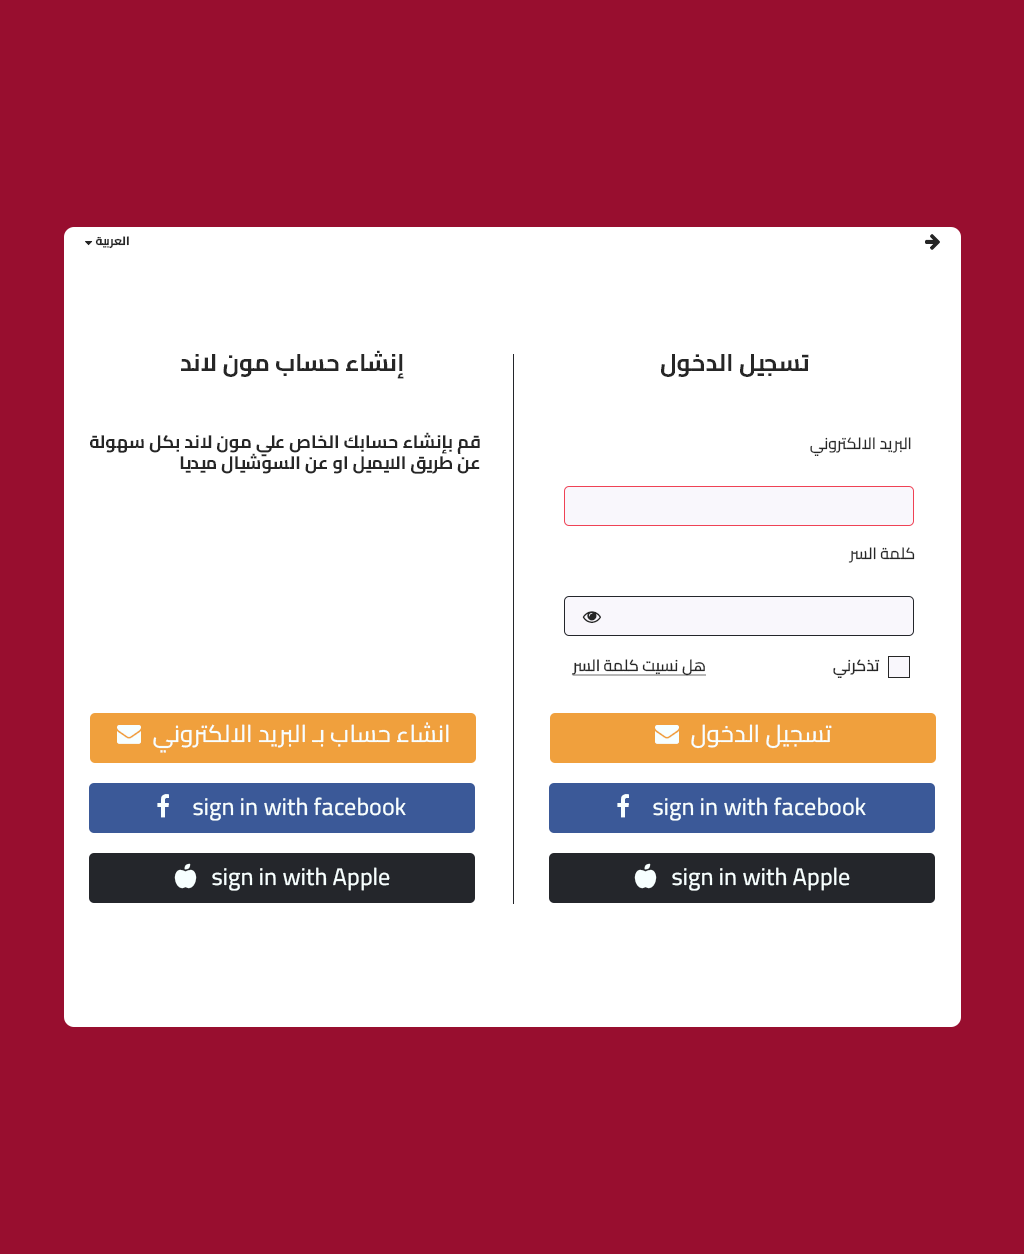 العربية
تسجيل الدخول
البريد الالكتروني
كلمة السر
تذكرني
هل نسيت كلمة السر
تسجيل الدخول
sign in with facebook
sign in with Apple
إنشاء حساب مون لاند
قم بإنشاء حسابك الخاص علي مون لاند بكل سهولة
عن طريق الايميل او عن السوشيال ميديا
انشاء حساب بـ البريد الالكتروني
sign in with facebook
sign in with Apple